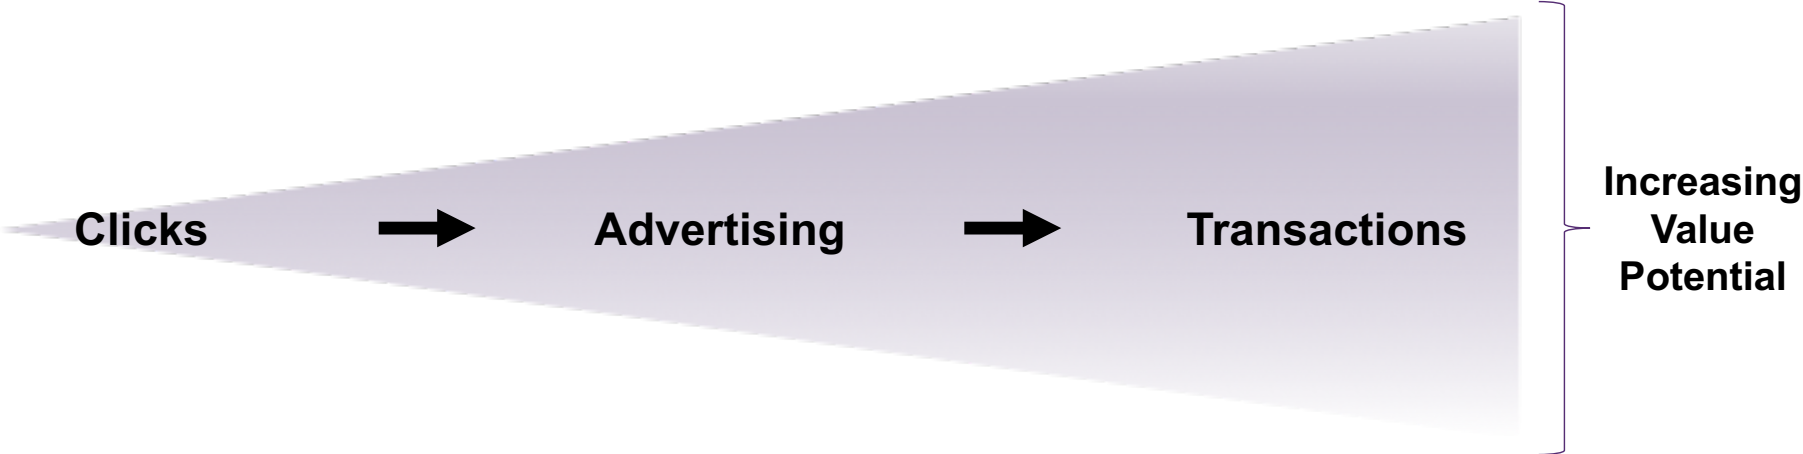 Clicks
Advertising
Transactions
Increasing
Value
Potential